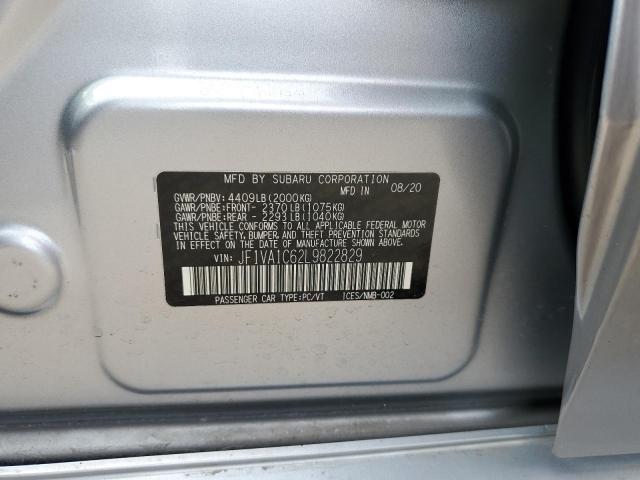 MFD BY SUBARU CORPORATION
MFD IN 08/20
GVWR/PNBV: 4409LB(2000KG)
GAWR/PNBE:FRONT- 2370LB(1075KG)
GAWR/PNBE:REAR - 2293LB(1040KG)
THIS VEHICLE CONFORMS TO ALL APPLICABLE FEDERAL MOTOR
VEHICLE SAFETY, BUMPER, AND THEFT PREVENTION STANDARDS IN
EFFECT ON THE DATE OF MANUFACTURE SHOWN ABOVE.
VIN: JF1VA1C62L9822829
PASSENGER CAR TYPE:PC/VT ICES/NMB-002